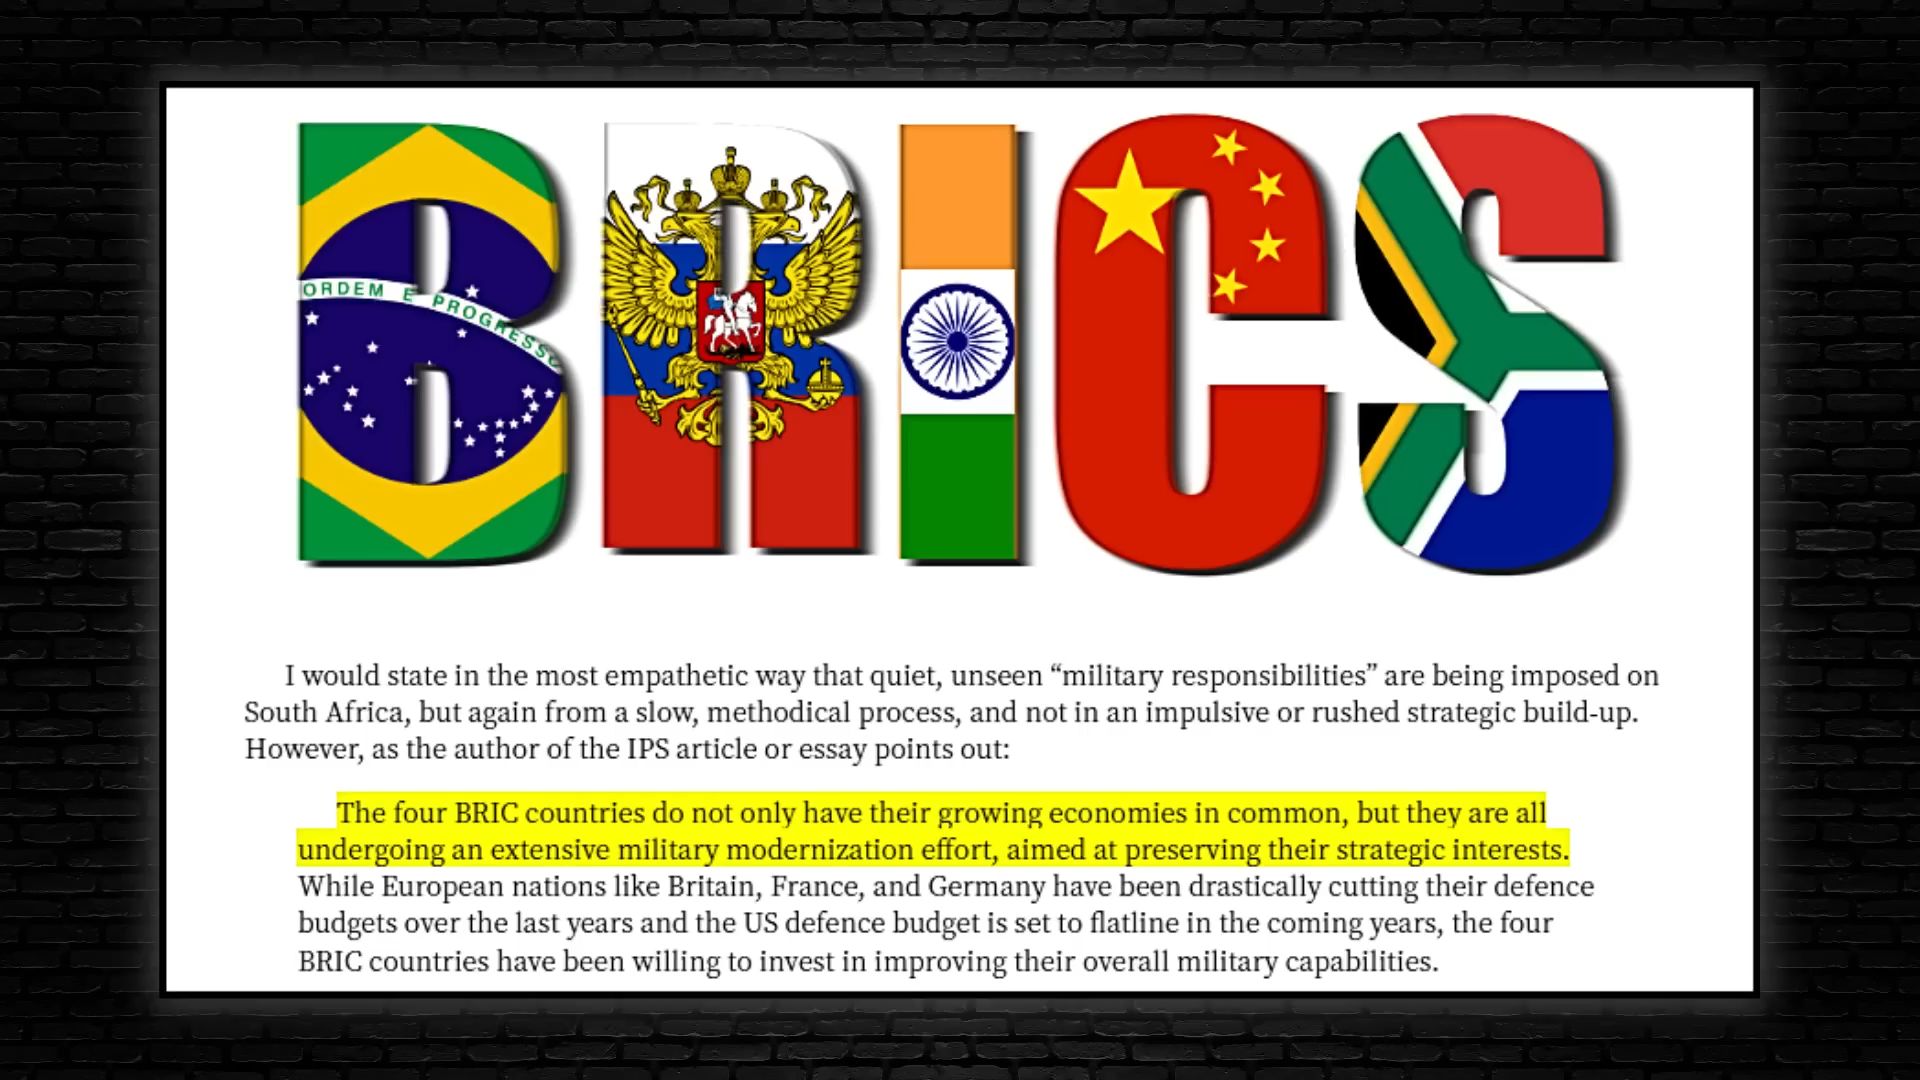 BRICS
ORDEM E PROGRESSO
I would state in the most empathetic way that quiet, unseen “military responsibilities” are being imposed on
South Africa, but again from a slow, methodical process, and not in an impulsive or rushed strategic build-up.
However, as the author of the IPS article or essay points out:
The four BRIC countries do not only have their growing economies in common, but they are all
undergoing an extensive military modernization effort, aimed at preserving their strategic interests.
While European nations like Britain, France, and Germany have been drastically cutting their defence
budgets over the last years and the US defence budget is set to flatline in the coming years, the four
BRIC countries have been willing to invest in improving their overall military capabilities.